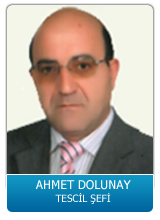 AHMET DOLUNAY
TESCİL ŞEFİ